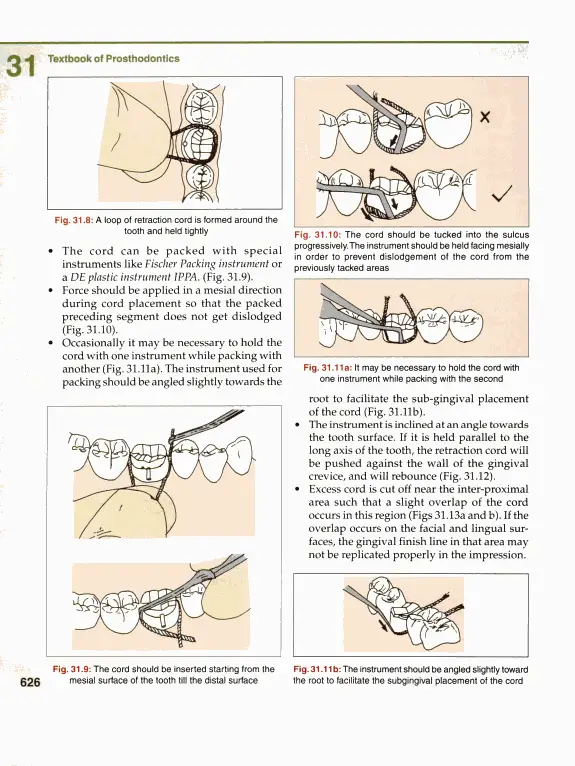 31
Textbook of Prosthodontics
Fig. 31.8: A loop of retraction cord is formed around the
tooth and held tightly
• The cord can be packed with special
instruments like Fischer Packing instrument or
a DE plastic instrument IPPA. (Fig. 31.9).
• Force should be applied in a mesial direction
during cord placement so that the packed
preceding segment does not get dislodged
(Fig. 31.10).
• Occasionally it may be necessary to hold the
cord with one instrument while packing with
another (Fig. 31.11a). The instrument used for
packing should be angled slightly towards the
Fig. 31.9: The cord should be inserted starting from the
mesial surface of the tooth till the distal surface
626
Fig. 31.10: The cord should be tucked into the sulcus
progressively. The instrument should be held facing mesially
in order to prevent dislodgement of the cord from the
previously tacked areas
Fig. 31.11a: It may be necessary to hold the cord with
one instrument while packing with the second
root to facilitate the sub-gingival placement
of the cord (Fig. 31.11b).
• The instrument is inclined at an angle towards
the tooth surface. If it is held parallel to the
long axis of the tooth, the retraction cord will
be pushed against the wall of the gingival
crevice, and will rebounce (Fig. 31.12).
• Excess cord is cut off near the inter-proximal
area such that a slight overlap of the cord
occurs in this region (Figs 31.13a and b). If the
overlap occurs on the facial and lingual sur-
faces, the gingival finish line in that area may
not be replicated properly in the impression.
Fig. 31.11b: The instrument should be angled slightly toward
the root to facilitate the subgingival placement of the cord